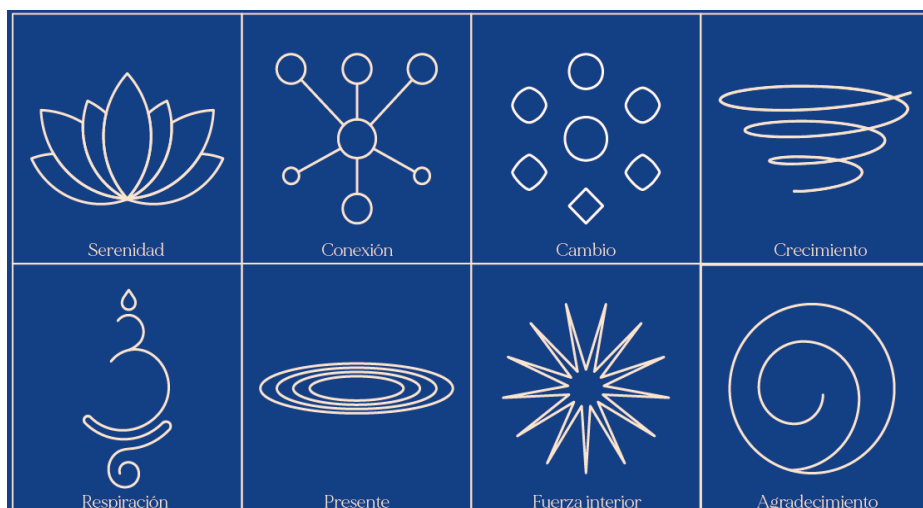 Serenidad
Conexión
Cambio
Crecimiento
Respiración
Presente
Fuerza interior
Agradecimiento